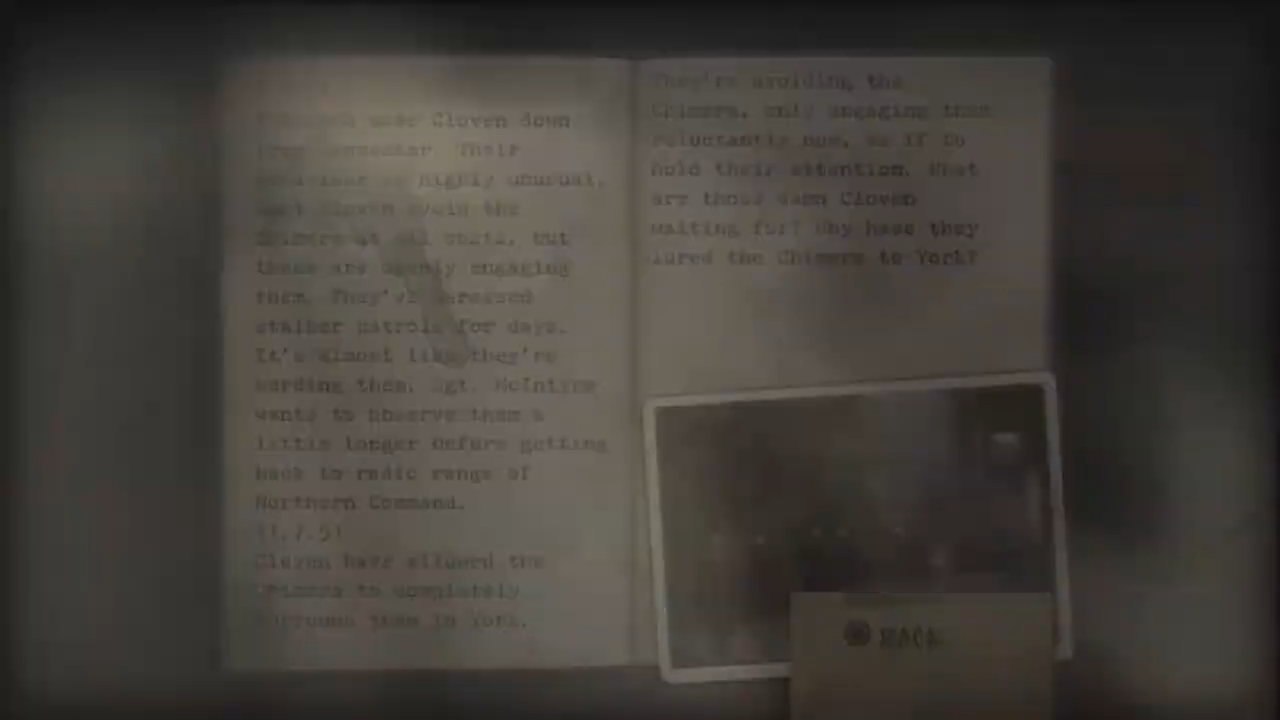 Cloven down
Their
highly unusual.
Cloven avoid the
Chimera at all costs, but
these are openly engaging
them. They've harassed
stalker patrols for days.
It's almost like they're
herding them. Sgt. McIntyre
wants to observe them a
little longer before getting
back to radio range of
Northern Command.
Cloven have allowed the
Chimera to completely
surround them in York.
They're avoiding the
Chimera, only engaging them
reluctantly now, as if to
hold their attention. What
are those damn Cloven
waiting for? Why have they
lured the Chimera to York?
BACK